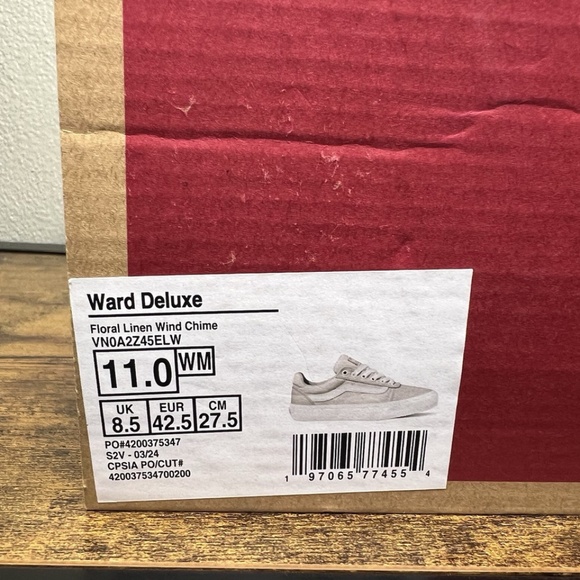 Ward Deluxe
Floral Linen Wind Chime
VN0A2Z45ELW
11.0 WM
UK EUR CM
8.5 42.5 27.5
PO#4200375347
S2V - 03/24
CPSIA PO/CUT#
420037534700200
1 97065 77455 4